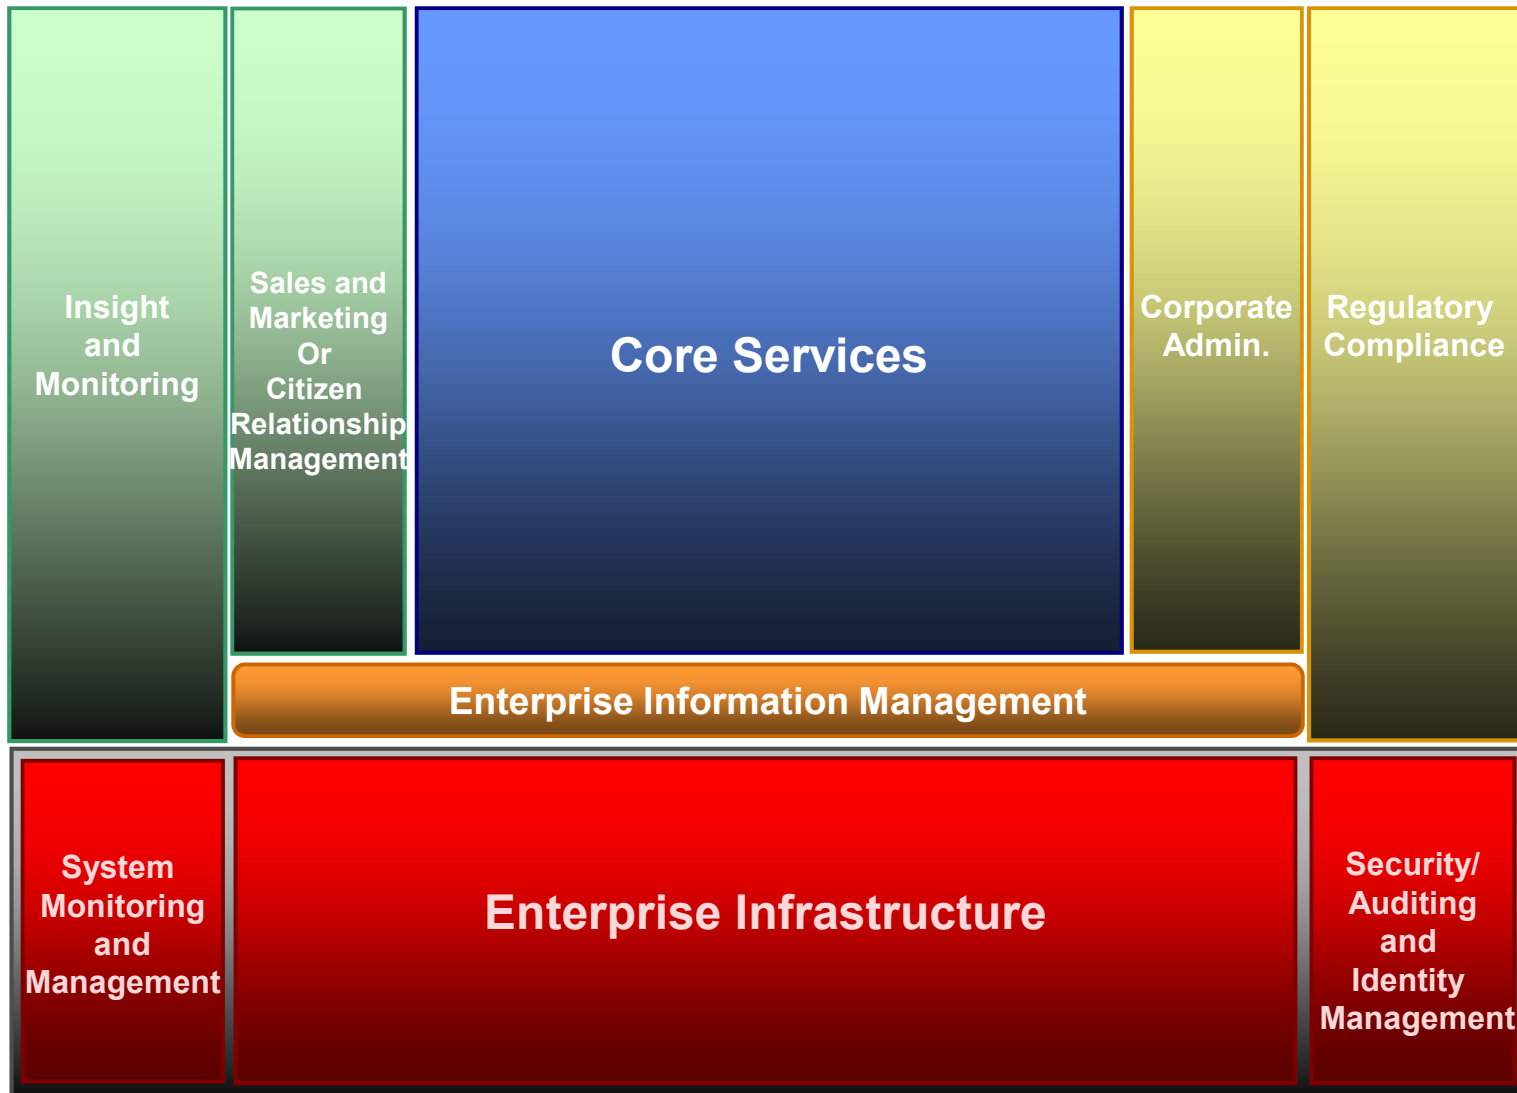 Insight
and
Monitoring
Sales and
Marketing
Or
Citizen
Relationship
Management
Core Services
Corporate
Admin.
Regulatory
Compliance
Enterprise Information Management
System
Monitoring
and
Management
Enterprise Infrastructure
Security/
Auditing
and
Identity
Management